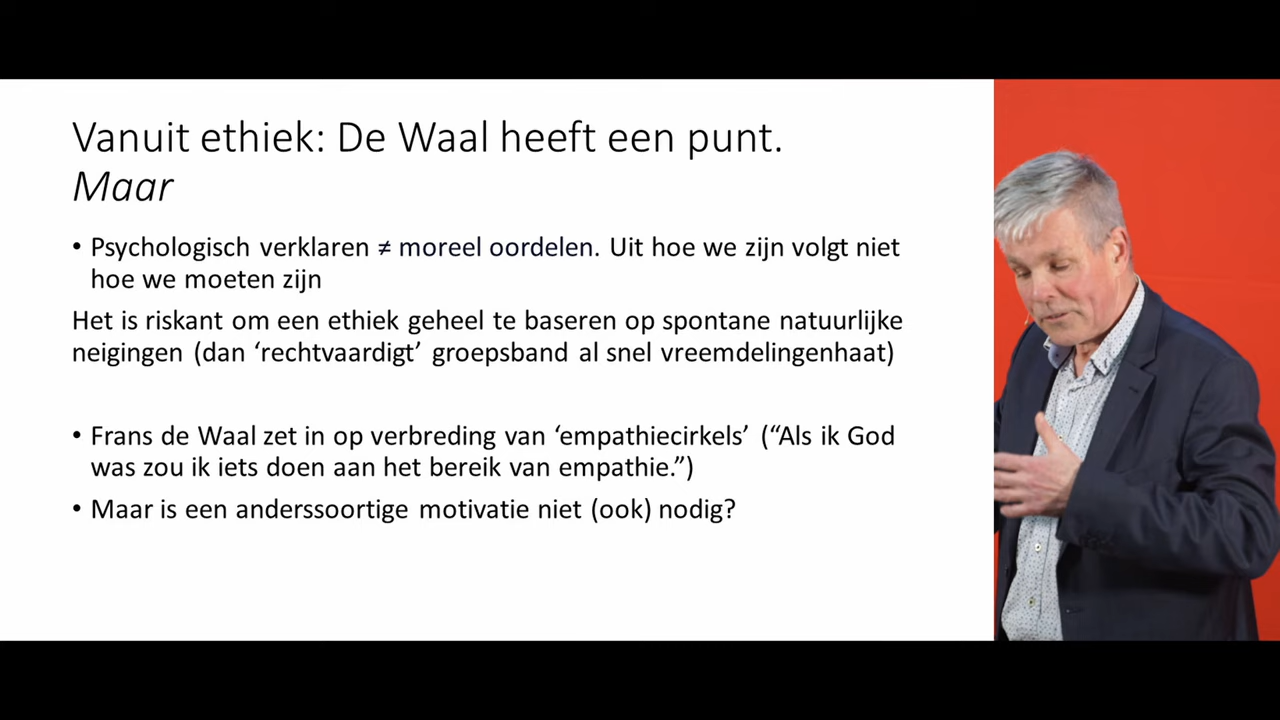 Vanuit ethiek: De Waal heeft een punt.
Maar
• Psychologisch verklaren ≠ moreel oordelen. Uit hoe we zijn volgt niet
hoe we moeten zijn
Het is riskant om een ethiek geheel te baseren op spontane natuurlijke
neigingen (dan ‘rechtvaardigt’ groepsband al snel vreemdelingenhaat)
• Frans de Waal zet in op verbreding van ‘empathiecirkels’ (“Als ik God
was zou ik iets doen aan het bereik van empathie.”)
• Maar is een anderssoortige motivatie niet (ook) nodig?